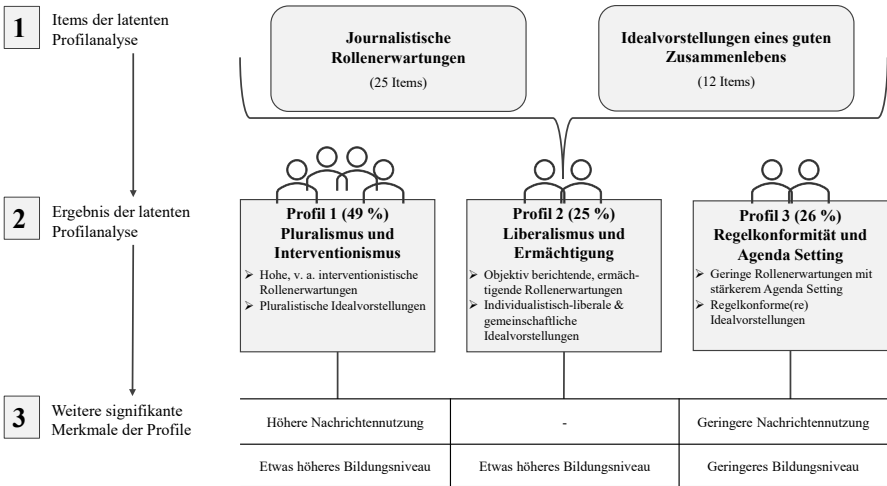 1
Items der latenten
Profilanalyse
Journalistische
Rollenerwartungen
(25 Items)
Idealvorstellungen eines guten
Zusammenlebens
(12 Items)
2
Ergebnis der latenten
Profilanalyse
Profil 1 (49 %)
Pluralismus und
Interventionismus
➢ Hohe, v. a. interventionistische
Rollenerwartungen
➢ Pluralistische Idealvorstellungen
Profil 2 (25 %)
Liberalismus und
Ermächtigung
➢ Objektiv berichtende, ermäch-
tigende Rollenerwartungen
➢ Individualistisch-liberale &
gemeinschaftliche
Idealvorstellungen
Profil 3 (26 %)
Regelkonformität und
Agenda Setting
➢ Geringe Rollenerwartungen mit
stärkerem Agenda Setting
➢ Regelkonforme(re)
Idealvorstellungen
3
Weitere signifikante
Merkmale der Profile
Höhere Nachrichtennutzung
-
Geringere Nachrichtennutzung
Etwas höheres Bildungsniveau
Etwas höheres Bildungsniveau
Geringeres Bildungsniveau